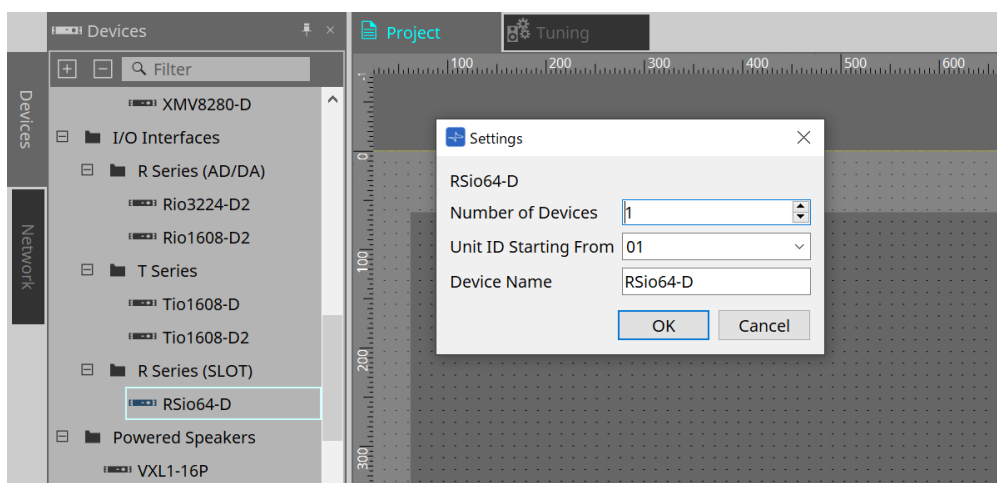 Devices
Project
Tuning
Filter
100
200
300
400
500
600
Devices
Network
XMV8280-D
I/O Interfaces
R Series (AD/DA)
Rio3224-D2
Rio1608-D2
T Series
Tio1608-D
Tio1608-D2
R Series (SLOT)
RSio64-D
Powered Speakers
VXL1-16P
0
100
200
300
Settings
RSio64-D
Number of Devices 1
Unit ID Starting From 01
Device Name RSio64-D
OK Cancel